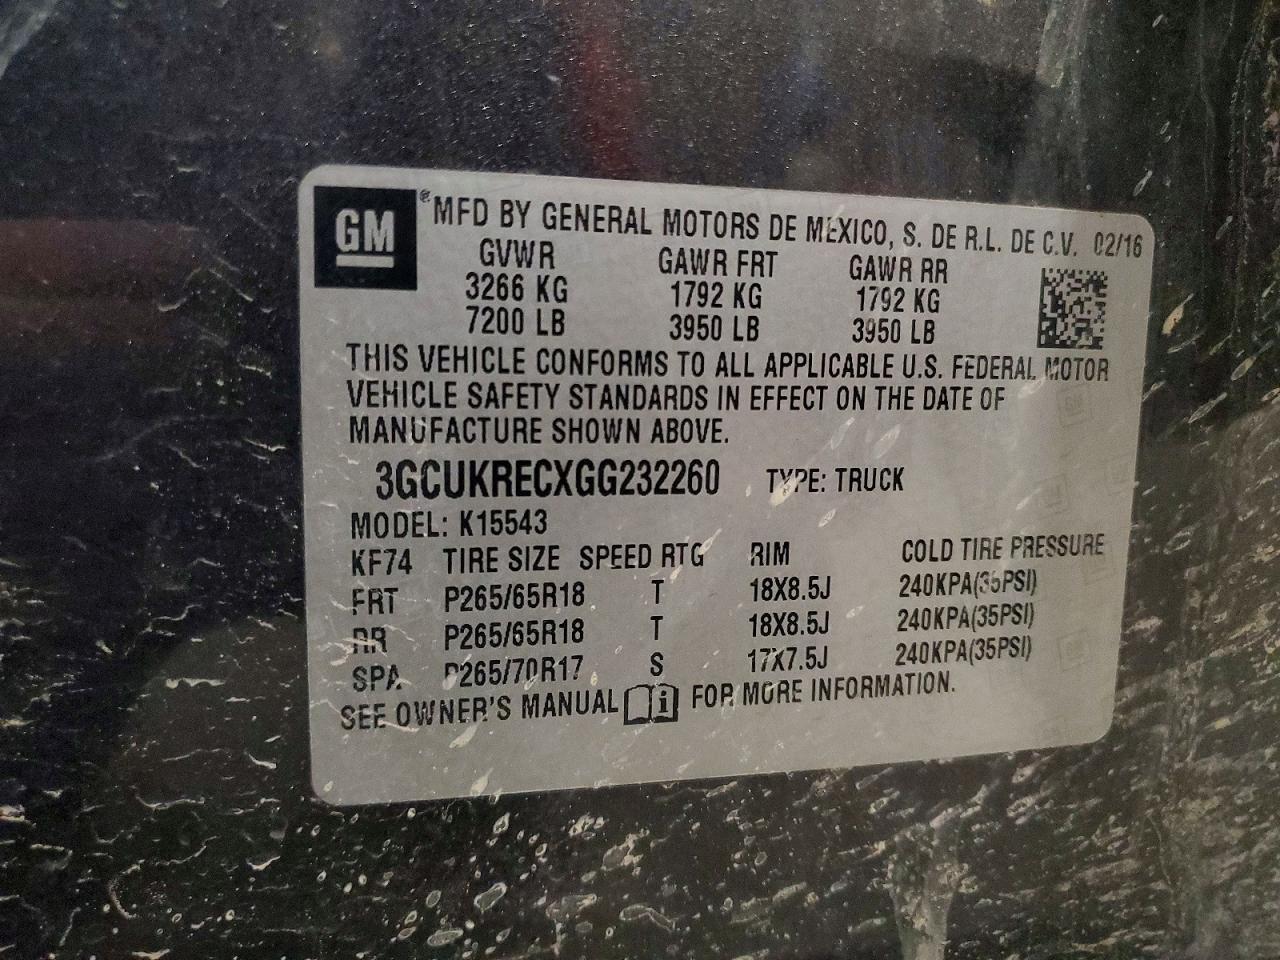 GM ® MFD BY GENERAL MOTORS DE MEXICO, S. DE R.L. DE C.V. 02/16
GVWR GAWR FRT GAWR RR
3266 KG 1792 KG 1792 KG
7200 LB 3950 LB 3950 LB
THIS VEHICLE CONFORMS TO ALL APPLICABLE U.S. FEDERAL MOTOR
VEHICLE SAFETY STANDARDS IN EFFECT ON THE DATE OF
MANUFACTURE SHOWN ABOVE.
3GCUKRECXGG232260 TYPE: TRUCK
MODEL: K15543
KF74 TIRE SIZE SPEED RTG RIM COLD TIRE PRESSURE
FRT P265/65R18 T 18X8.5J 240KPA(35PSI)
RR P265/65R18 T 18X8.5J 240KPA(35PSI)
SPA P265/70R17 S 17X7.5J 240KPA(35PSI)
SEE OWNER'S MANUAL i FOR MORE INFORMATION.